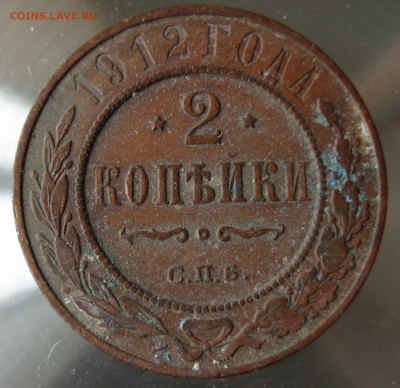 COINS.LAVE.RU
1912 ГОДА
2
КОПѢЙКИ
С.П.Б.